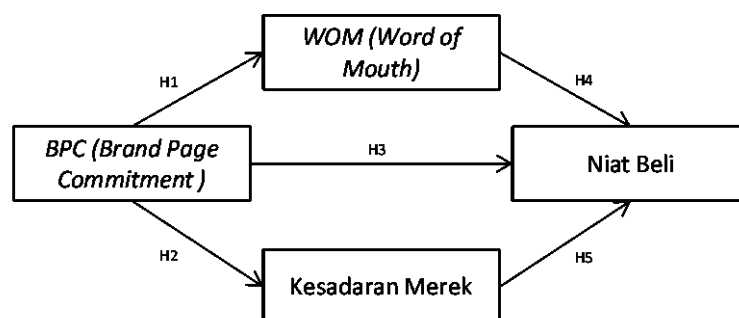 WOM (Word of
Mouth)
H1
H4
BPC (Brand Page
Commitment )
H3
Niat Beli
H2
H5
Kesadaran Merek